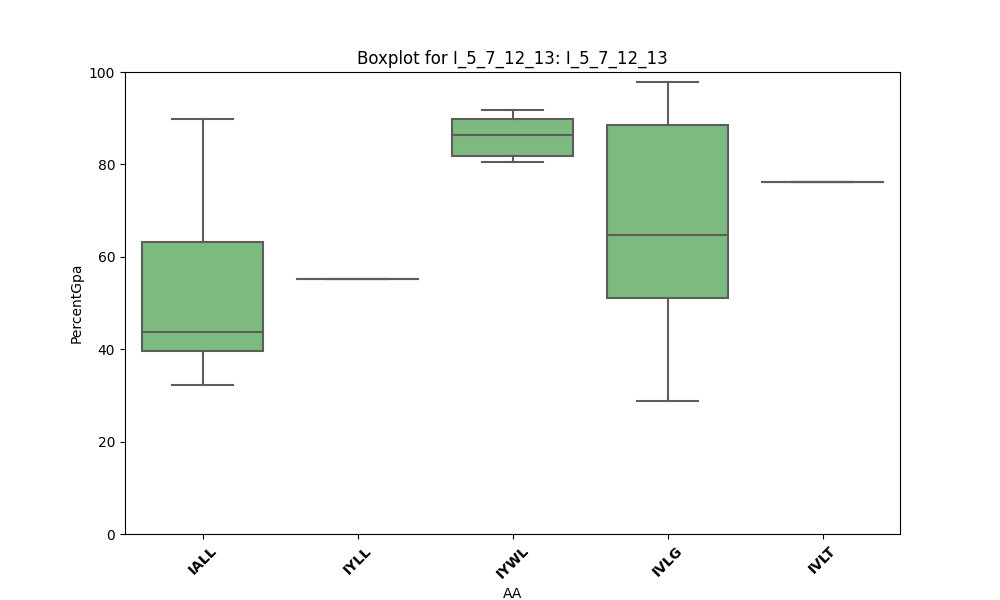 Boxplot for I_5_7_12_13: I_5_7_12_13
100
80
60
40
20
0
PercentGpa
IALL
IYLL
IYWL
IVLG
IVLT
AA